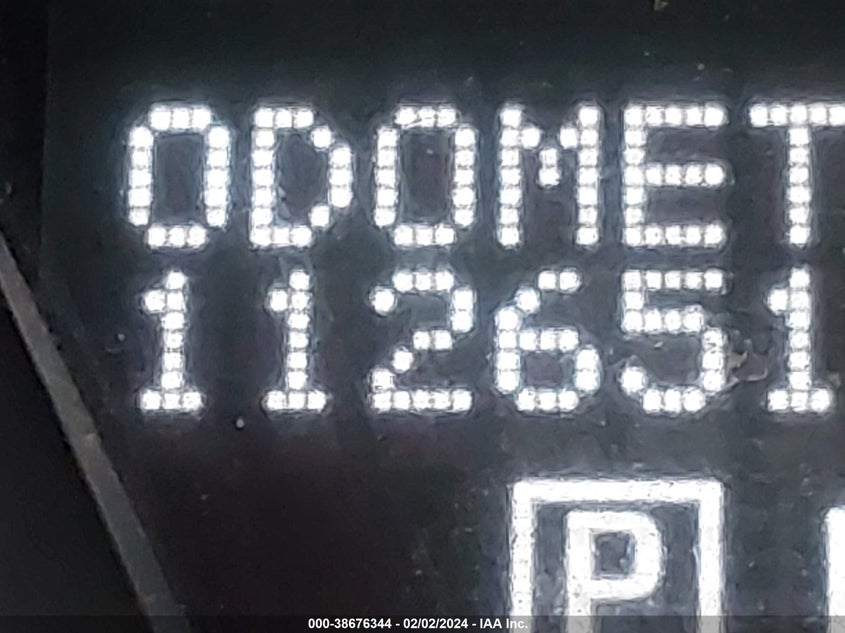 ODOMET
112651
P
000-38676344 - 02/02/2024 - IAA Inc.